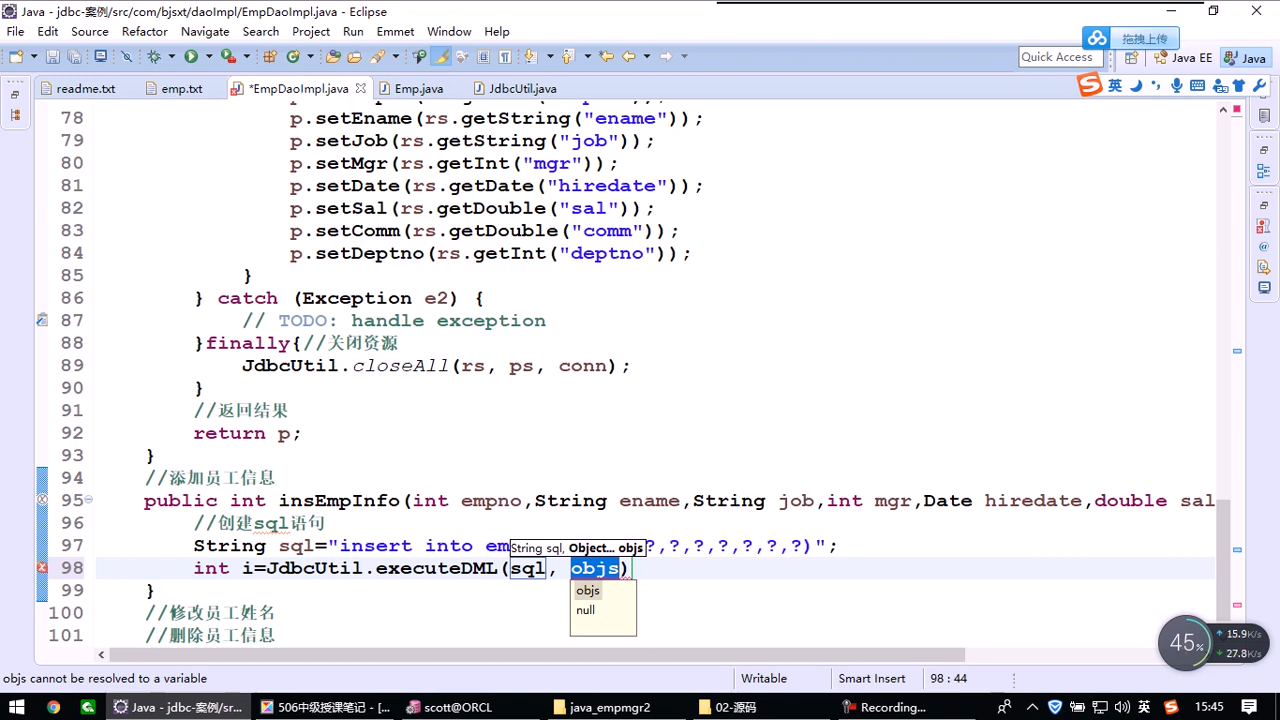 Java - jdbc-案例/src/com/bjsxt/daoImpl/EmpDaoImpl.java - Eclipse
File Edit Source Refactor Navigate Search Project Run Emmet Window Help
拖拽上传
Quick Access Java EE Java
英
readme.txt emp.txt *EmpDaoImpl.java Emp.java JdbcUtil.java
78 p.setEname(rs.getString("ename"));
79 p.setJob(rs.getString("job"));
80 p.setMgr(rs.getInt("mgr"));
81 p.setDate(rs.getDate("hiredate"));
82 p.setSal(rs.getDouble("sal"));
83 p.setComm(rs.getDouble("comm"));
84 p.setDeptno(rs.getInt("deptno"));
85 }
86 } catch (Exception e2) {
87 // TODO: handle exception
88 }finally{//关闭资源
89 JdbcUtil.closeAll(rs, ps, conn);
90 }
91 //返回结果
92 return p;
93 }
94 //添加员工信息
95 public int insEmpInfo(int empno,String ename,String job,int mgr,Date hiredate,double sal
96 //创建sql语句
97 String sql="insert into em ?,?,?,?,?,?,?)";
String sql, Object... objs
98 int i=JdbcUtil.executeDML(sql, objs)
99 }
objs
null
100 //修改员工姓名
101 //删除员工信息
45% 15.9K/s
27.8K/s
objs cannot be resolved to a variable Writable Smart Insert 98 : 44
Java - jdbc-案例/sr... 506中级授课笔记 - [... scott@ORCL java_empmgr2 02-源码 Recording... 英 15:45